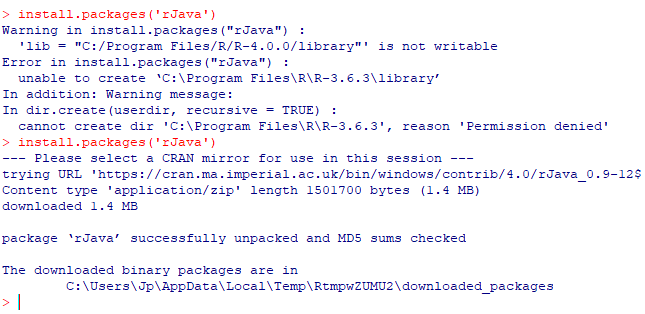 > install.packages('rJava')
Warning in install.packages("rJava") :
  'lib = "C:/Program Files/R/R-4.0.0/library"' is not writable
Error in install.packages("rJava") :
  unable to create ‘C:\Program Files\R\R-3.6.3\library’
In addition: Warning message:
In dir.create(userdir, recursive = TRUE) :
  cannot create dir 'C:\Program Files\R\R-3.6.3', reason 'Permission denied'
> install.packages('rJava')
--- Please select a CRAN mirror for use in this session ---
trying URL 'https://cran.ma.imperial.ac.uk/bin/windows/contrib/4.0/rJava_0.9-12$
Content type 'application/zip' length 1501700 bytes (1.4 MB)
downloaded 1.4 MB

package ‘rJava’ successfully unpacked and MD5 sums checked

The downloaded binary packages are in
        C:\Users\Jp\AppData\Local\Temp\RtmpwZUMU2\downloaded_packages
>